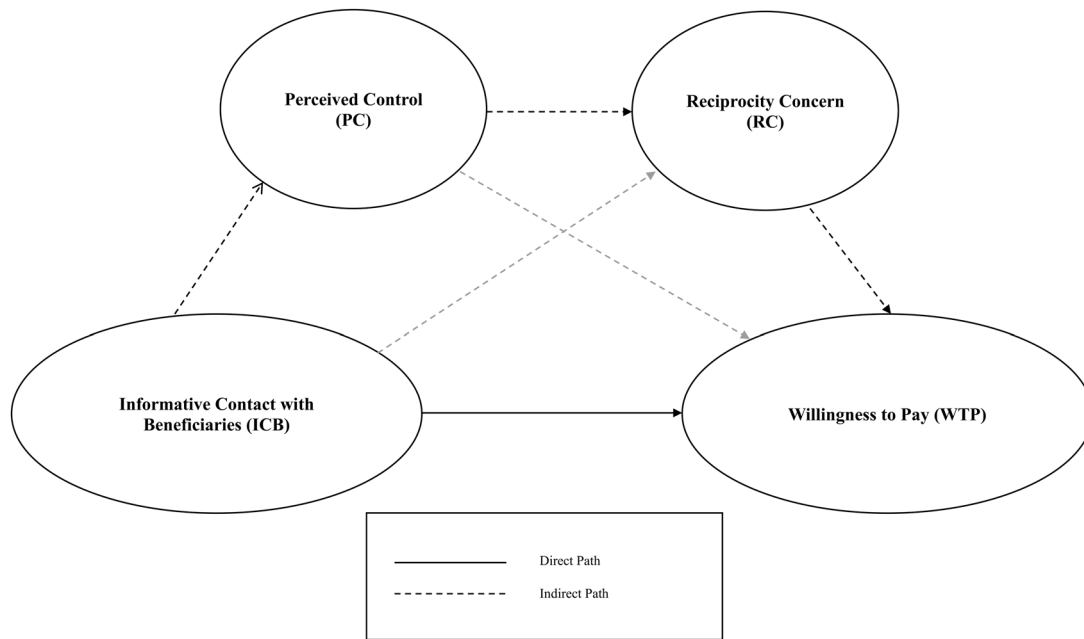 Perceived Control
(PC)
Reciprocity Concern
(RC)
Informative Contact with
Beneficiaries (ICB)
Willingness to Pay (WTP)
Direct Path
Indirect Path